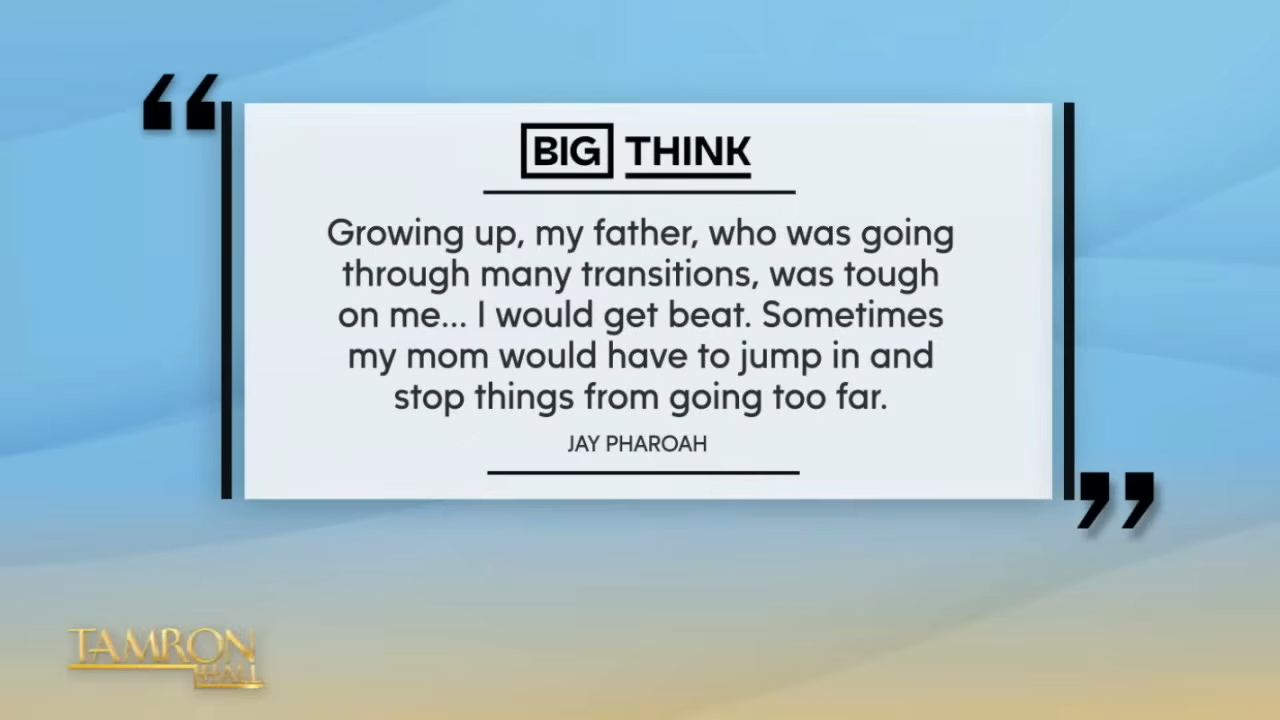 “
BIG THINK
Growing up, my father, who was going
through many transitions, was tough
on me... I would get beat. Sometimes
my mom would have to jump in and
stop things from going too far.
JAY PHAROAH
”
TAMRON
HALL